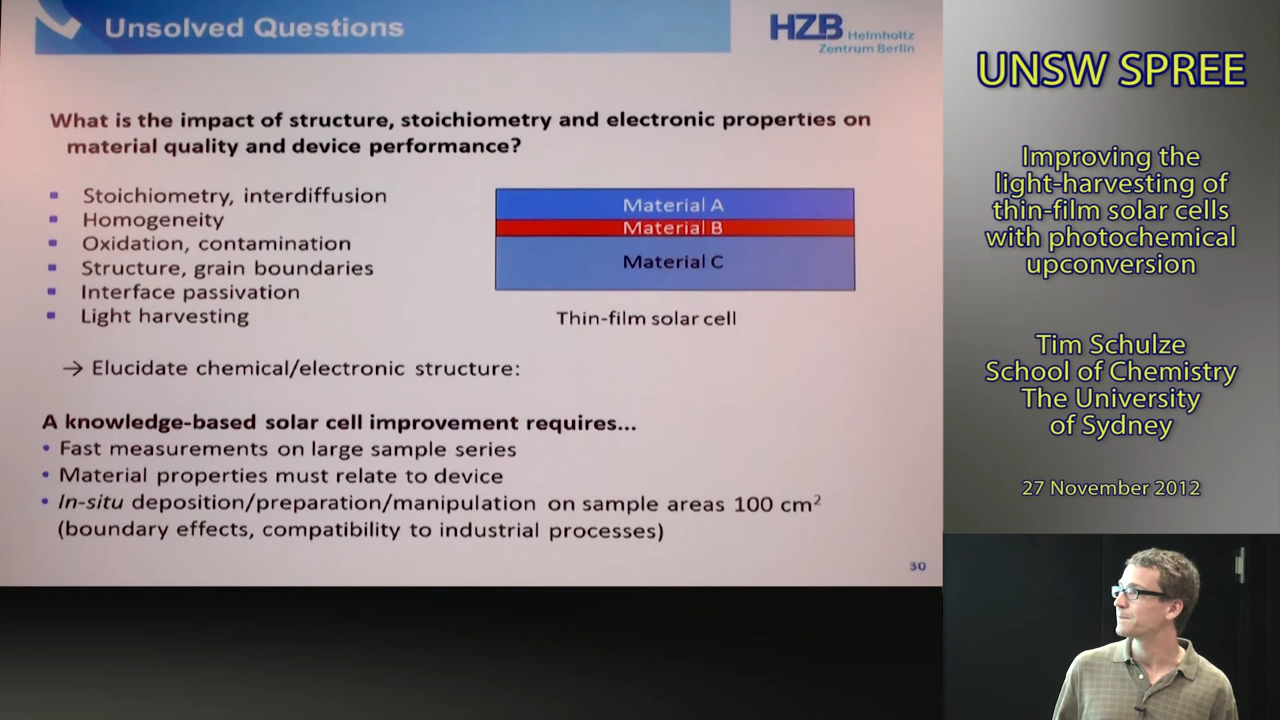 Unsolved Questions
HZB Helmholtz
Zentrum Berlin
What is the impact of structure, stoichiometry and electronic properties on
material quality and device performance?
Stoichiometry, interdiffusion
Homogeneity
Oxidation, contamination
Structure, grain boundaries
Interface passivation
Light harvesting
Material A
Material B
Material C
Thin-film solar cell
→ Elucidate chemical/electronic structure:
A knowledge-based solar cell improvement requires...
• Fast measurements on large sample series
• Material properties must relate to device
• In-situ deposition/preparation/manipulation on sample areas 100 cm²
(boundary effects, compatibility to industrial processes)
30
UNSW SPREE
Improving the
light-harvesting of
thin-film solar cells
with photochemical
upconversion
Tim Schulze
School of Chemistry
The University
of Sydney
27 November 2012